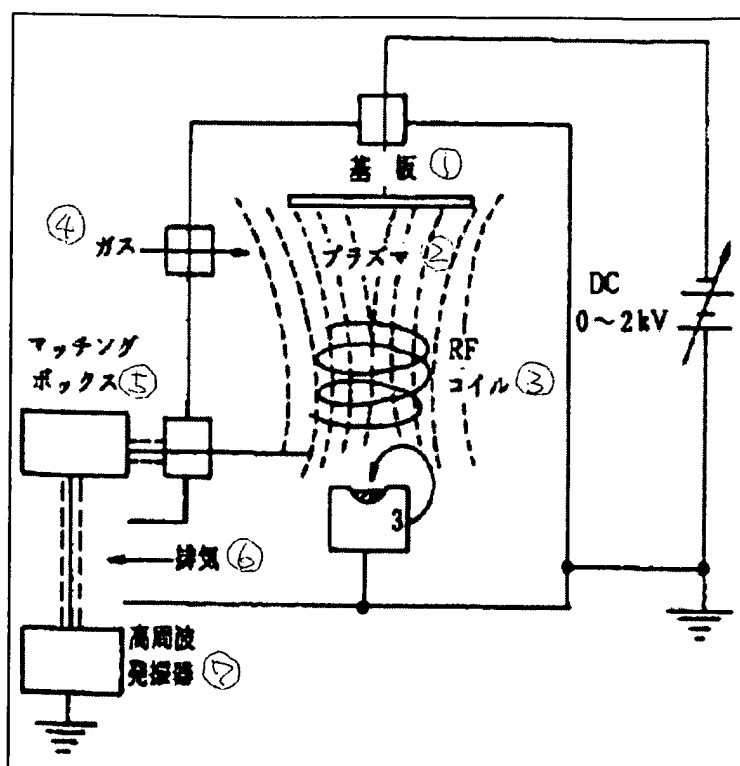 基板 ①
④ ガス
プラズマ ②
DC
0～2kV
RF
コイル ③
マッチング
ボックス ⑤
3
排気 ⑥
高周波
発振器 ⑦